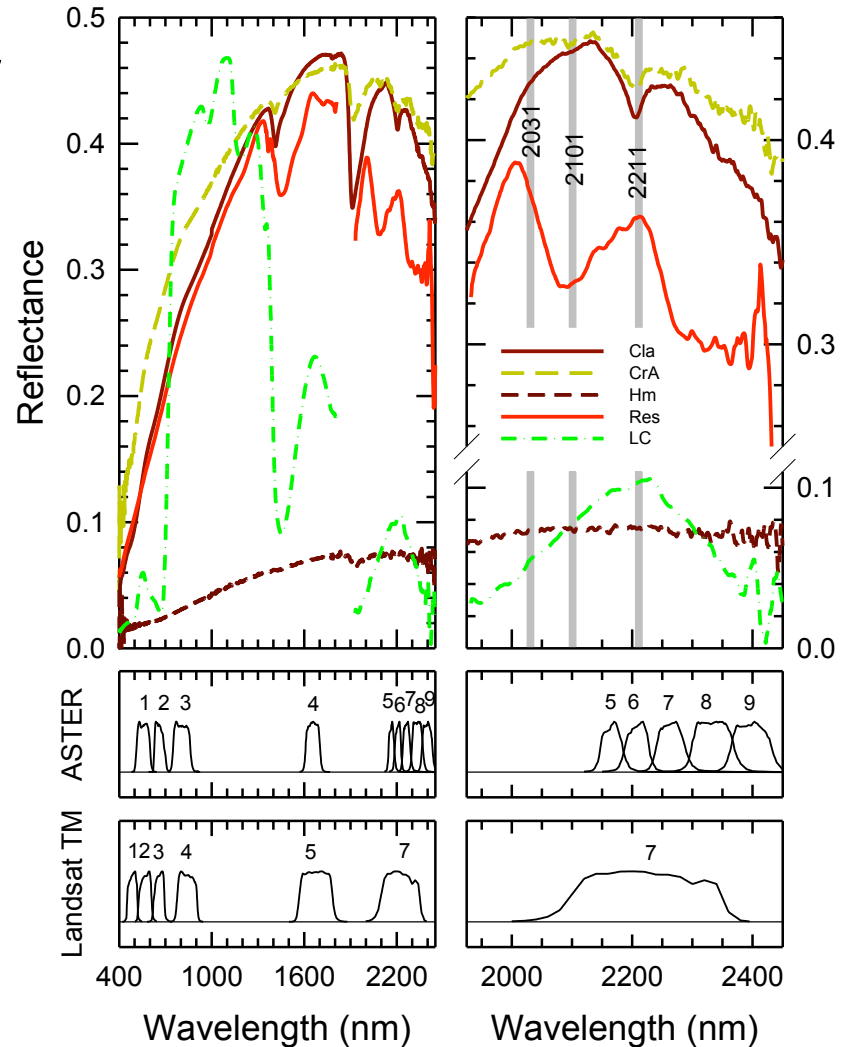 0.5
0.4
0.3
0.2
0.1
0.0
Reflectance
2031
2101
2211
Cla
CrA
Hm
Res
LC
0.4
0.3
0.1
0.0
ASTER
1 2 3 4 5 6 7 8 9
5 6 7 8 9
Landsat TM
1 2 3 4 5 7
7
400 1000 1600 2200
2000 2200 2400
Wavelength (nm)
Wavelength (nm)